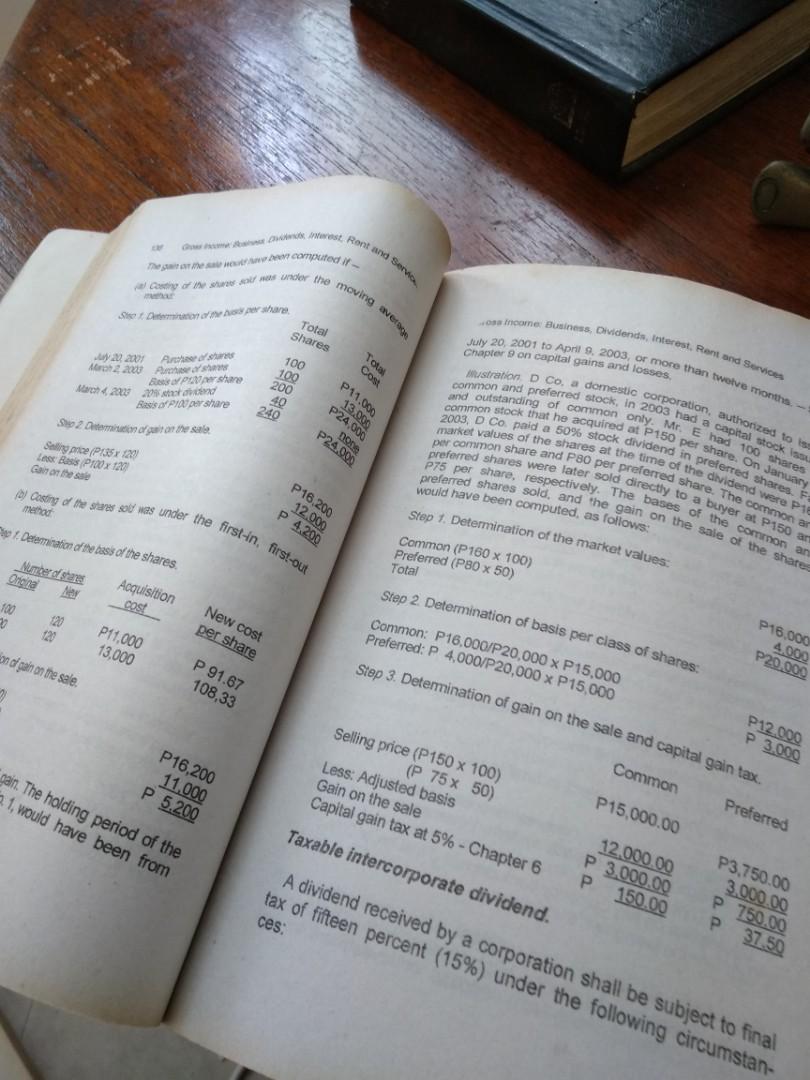 136 Gross Income: Business, Dividends, Interest, Rent and Services
The gain on the sale would have been computed if —
(a) Costing of the shares sold was under the moving average
method:
Step 1. Determination of the basis per share.
Total Total
Shares Cost
July 20, 2001 Purchase of shares 100 P11,000
March 2, 2003 Purchase of shares 100 13,000
Basis of P120 per share 200 P24,000
March 4, 2003 20% stock dividend 40 none
Basis of P100 per share 240 P24,000
Step 2. Determination of gain on the sale.
Selling price (P135 x 120) P16,200
Less: Basis (P100 x 120) 12,000
Gain on the sale P 4,200
(b) Costing of the shares sold was under the first-in, first-out
method:
Step 1. Determination of the basis of the shares.
Number of shares Acquisition New cost
Original New cost per share
100 120 P11,000 P 91.67
120 13,000 108,33
gain on the sale.
P16,200
11,000
P 5,200
gain. The holding period of the
1, would have been from
Gross Income: Business, Dividends, Interest, Rent and Services
July 20, 2001 to April 9, 2003, or more than twelve months.
Chapter 9 on capital gains and losses.
Illustration. D Co, a domestic corporation, authorized to
common and preferred stock, in 2003 had a capital stock
and outstanding of common only. Mr. E had 100 shares
common stock that he acquired at P150 per share. On January
2003, D Co. paid a 50% stock dividend in preferred shares.
market values of the shares at the time of the dividend were
per common share and P80 per preferred share. The common
preferred shares were later sold directly to a buyer at P150
P75 per share, respectively. The bases of the common
preferred shares sold, and the gain on the sale of the shares
would have been computed, as follows:
Step 1. Determination of the market values:
Common (P160 x 100) P16,000
Preferred (P80 x 50) 4,000
Total P20,000
Step 2. Determination of basis per class of shares:
Common: P16,000/P20,000 x P15,000 P12,000
Preferred: P 4,000/P20,000 x P15,000 P 3,000
Step 3. Determination of gain on the sale and capital gain tax.
Common Preferred
Selling price (P150 x 100) P15,000.00
(P 75 x 50) P3,750.00
Less: Adjusted basis 12,000.00 3,000.00
Gain on the sale P 3,000.00 P 750.00
Capital gain tax at 5% - Chapter 6 P 150.00 P 37.50
Taxable intercorporate dividend.
A dividend received by a corporation shall be subject to final
tax of fifteen percent (15%) under the following circumstan-
ces: